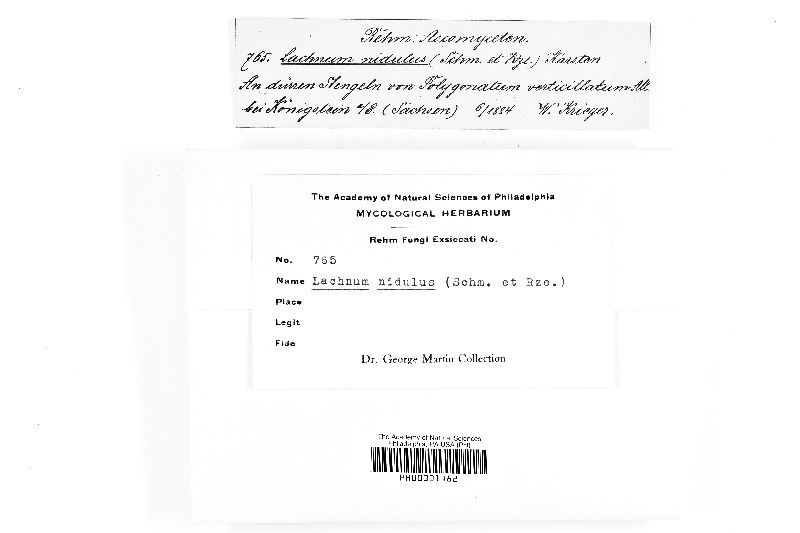 Rehm: Ascomyceten.
765. Lachnum nidulus (Schm. et Kze.) Karsten
An dürren Stengeln von Polygonatum verticillatum All.
bei Königstein a/E. (Sachsen) 6/1884 W. Krieger.
The Academy of Natural Sciences of Philadelphia
MYCOLOGICAL HERBARIUM
Rehm Fungi Exsiccati No.
No. 765
Name Lachnum nidulus (Schm. et Rze.)
Place
Legit
Fide
Dr. George Martin Collection
The Academy of Natural Sciences
Philadelphia, PA USA (PH)